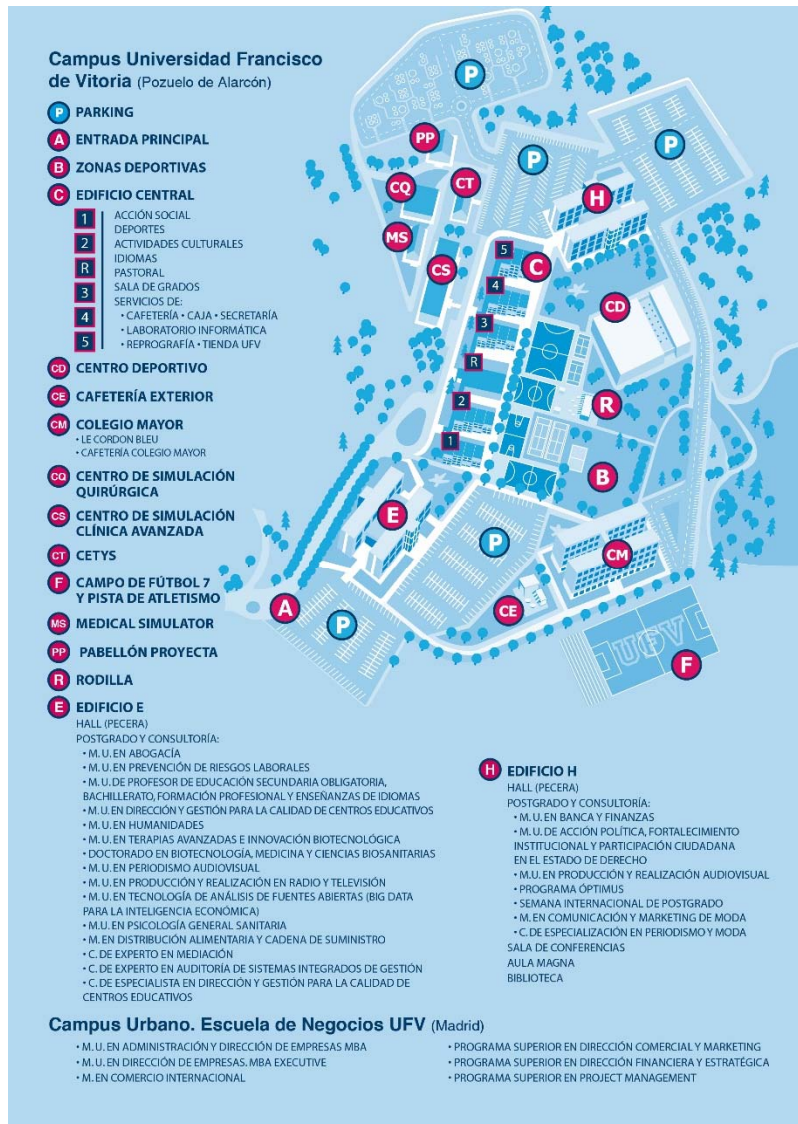 Campus Universidad Francisco
de Vitoria (Pozuelo de Alarcón)
P PARKING
A ENTRADA PRINCIPAL
B ZONAS DEPORTIVAS
C EDIFICIO CENTRAL
1 ACCIÓN SOCIAL
DEPORTES
2 ACTIVIDADES CULTURALES
IDIOMAS
R PASTORAL
3 SALA DE GRADOS
SERVICIOS DE:
4 • CAFETERÍA • CAJA • SECRETARÍA
• LABORATORIO INFORMÁTICA
5 • REPROGRAFÍA • TIENDA UFV
CD CENTRO DEPORTIVO
CE CAFETERÍA EXTERIOR
CM COLEGIO MAYOR
• LE CORDON BLEU
• CAFETERÍA COLEGIO MAYOR
CQ CENTRO DE SIMULACIÓN
QUIRÚRGICA
CS CENTRO DE SIMULACIÓN
CLÍNICA AVANZADA
CT CETYS
F CAMPO DE FÚTBOL 7
Y PISTA DE ATLETISMO
MS MEDICAL SIMULATOR
PP PABELLÓN PROYECTA
R RODILLA
E EDIFICIO E
HALL (PECERA)
POSTGRADO Y CONSULTORÍA:
• M. U. EN ABOGACÍA
• M. U. EN PREVENCIÓN DE RIESGOS LABORALES
• M. U. DE PROFESOR DE EDUCACIÓN SECUNDARIA OBLIGATORIA,
BACHILLERATO, FORMACIÓN PROFESIONAL Y ENSEÑANZAS DE IDIOMAS
• M. U. EN DIRECCIÓN Y GESTIÓN PARA LA CALIDAD DE CENTROS EDUCATIVOS
• M. U. EN HUMANIDADES
• M. U. EN TERAPIAS AVANZADAS E INNOVACIÓN BIOTECNOLÓGICA
• DOCTORADO EN BIOTECNOLOGÍA, MEDICINA Y CIENCIAS BIOSANITARIAS
• M. U. EN PERIODISMO AUDIOVISUAL
• M. U. EN PRODUCCIÓN Y REALIZACIÓN EN RADIO Y TELEVISIÓN
• M. U. EN TECNOLOGÍA DE ANÁLISIS DE FUENTES ABIERTAS (BIG DATA
PARA LA INTELIGENCIA ECONÓMICA)
• M.U. EN PSICOLOGÍA GENERAL SANITARIA
• M. EN DISTRIBUCIÓN ALIMENTARIA Y CADENA DE SUMINISTRO
• C. DE EXPERTO EN MEDIACIÓN
• C. DE EXPERTO EN AUDITORÍA DE SISTEMAS INTEGRADOS DE GESTIÓN
• C. DE ESPECIALISTA EN DIRECCIÓN Y GESTIÓN PARA LA CALIDAD DE
CENTROS EDUCATIVOS
P
PP
P
P
CQ
CT
H
MS
5
C
CS
4
CD
3
R
R
2
1
B
E
P
CM
CE
A
P
UFV
F
H EDIFICIO H
HALL (PECERA)
POSTGRADO Y CONSULTORÍA:
• M. U. EN BANCA Y FINANZAS
• M. U. DE ACCIÓN POLÍTICA, FORTALECIMIENTO
INSTITUCIONAL Y PARTICIPACIÓN CIUDADANA
EN EL ESTADO DE DERECHO
• M.U. EN PRODUCCIÓN Y REALIZACIÓN AUDIOVISUAL
• PROGRAMA ÓPTIMUS
• SEMANA INTERNACIONAL DE POSTGRADO
• M. EN COMUNICACIÓN Y MARKETING DE MODA
• C. DE ESPECIALIZACIÓN EN PERIODISMO Y MODA
SALA DE CONFERENCIAS
AULA MAGNA
BIBLIOTECA
Campus Urbano. Escuela de Negocios UFV (Madrid)
• M. U. EN ADMINISTRACIÓN Y DIRECCIÓN DE EMPRESAS MBA
• M. U. EN DIRECCIÓN DE EMPRESAS. MBA EXECUTIVE
• M. EN COMERCIO INTERNACIONAL
• PROGRAMA SUPERIOR EN DIRECCIÓN COMERCIAL Y MARKETING
• PROGRAMA SUPERIOR EN DIRECCIÓN FINANCIERA Y ESTRATÉGICA
• PROGRAMA SUPERIOR EN PROJECT MANAGEMENT